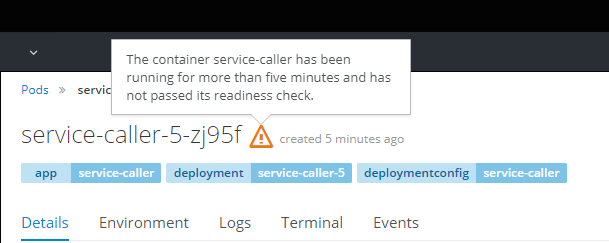 The container service-caller has been
running for more than five minutes and has
not passed its readiness check.
Pods » servic
service-caller-5-zj95f created 5 minutes ago
app service-caller deployment service-caller-5 deploymentconfig service-caller
Details Environment Logs Terminal Events